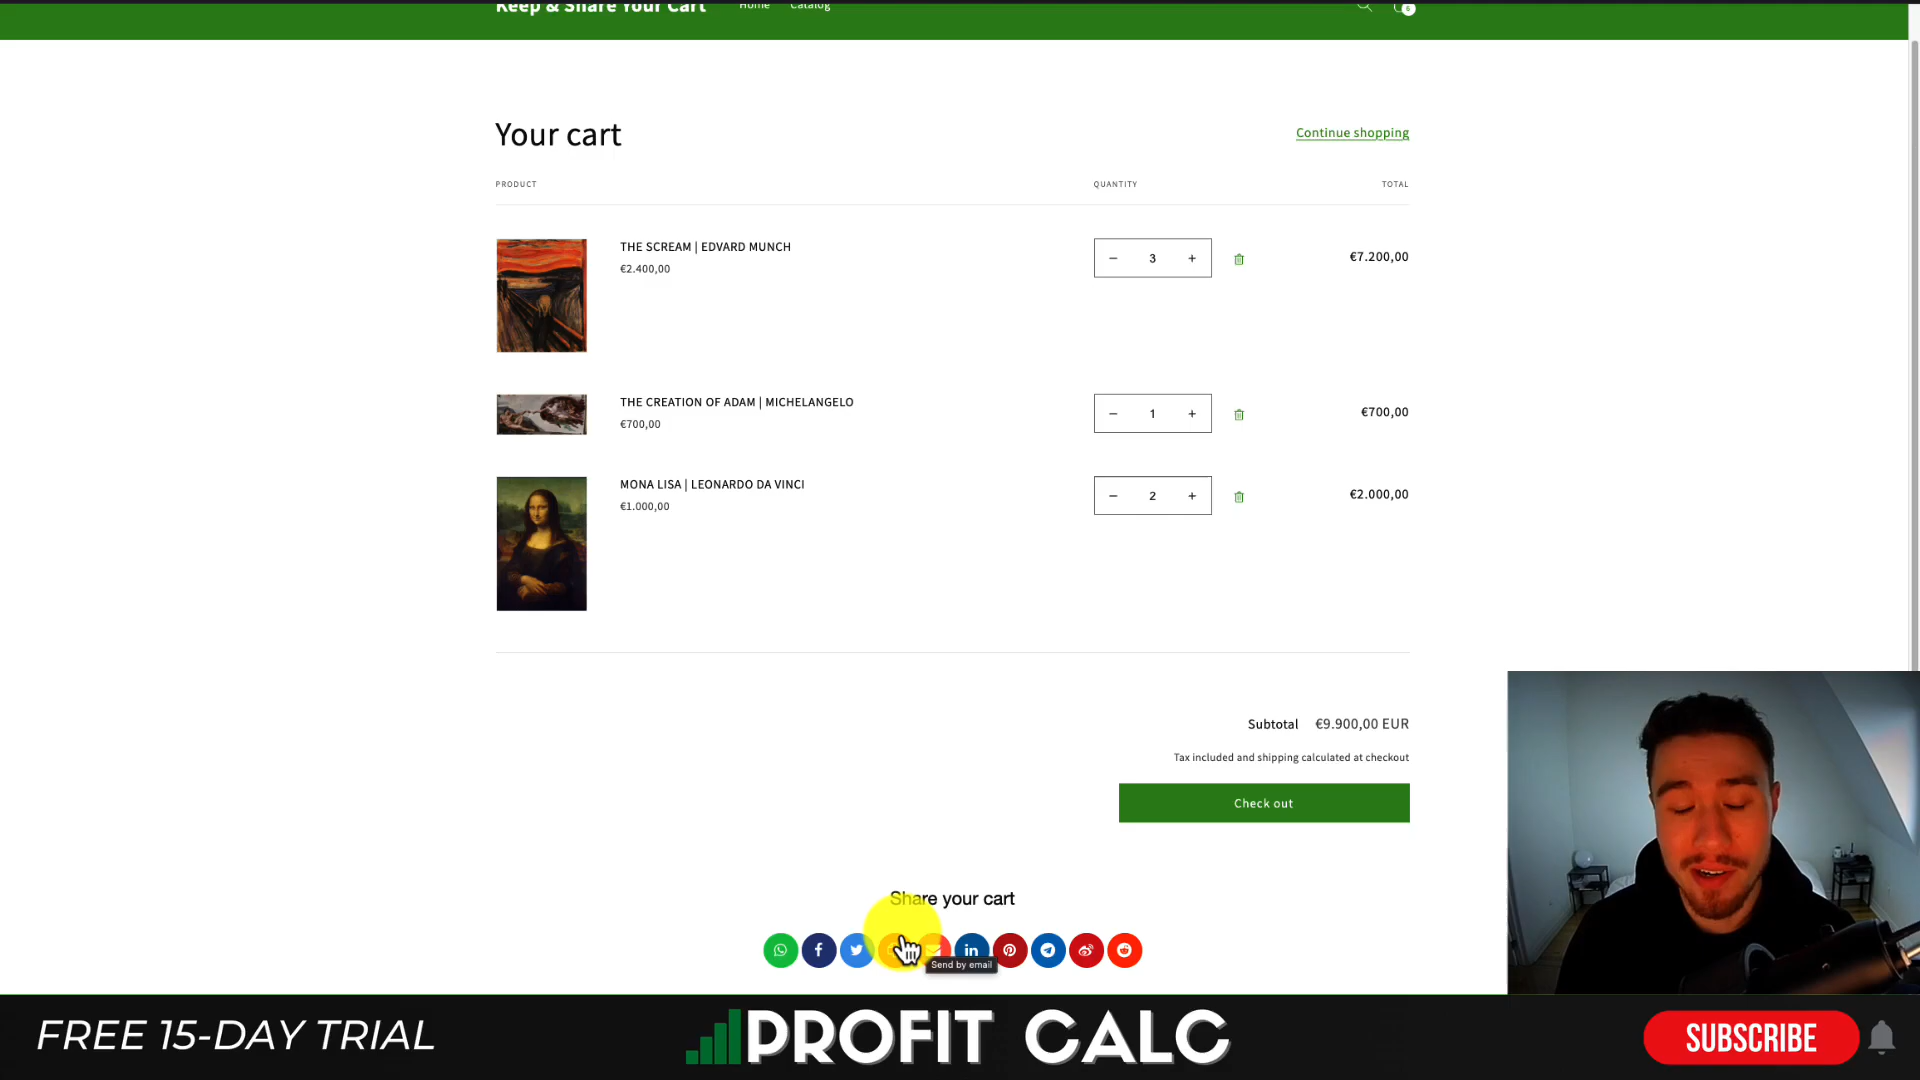 Keep & Share Your Cart Home Catalog 6
Your cart Continue shopping
PRODUCT QUANTITY TOTAL
THE SCREAM | EDVARD MUNCH
€2.400,00
− 3 +
€7.200,00
THE CREATION OF ADAM | MICHELANGELO
€700,00
− 1 +
€700,00
MONA LISA | LEONARDO DA VINCI
€1.000,00
− 2 +
€2.000,00
Subtotal €9.900,00 EUR
Tax included and shipping calculated at checkout
Check out
Share your cart
Send by email
FREE 15-DAY TRIAL PROFIT CALC SUBSCRIBE